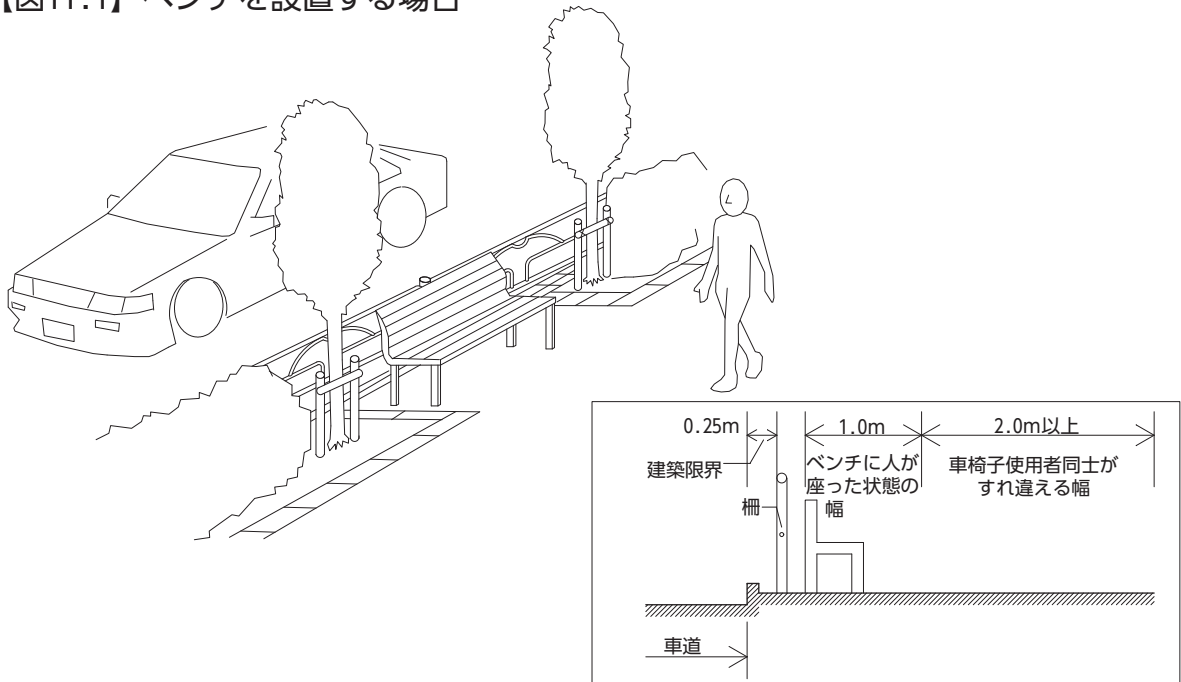 【図11.1】ベンチを設置する場合
0.25m
1.0m
2.0m以上
建築限界
ベンチに人が
座った状態の
幅
車椅子使用者同士が
すれ違える幅
柵
車道